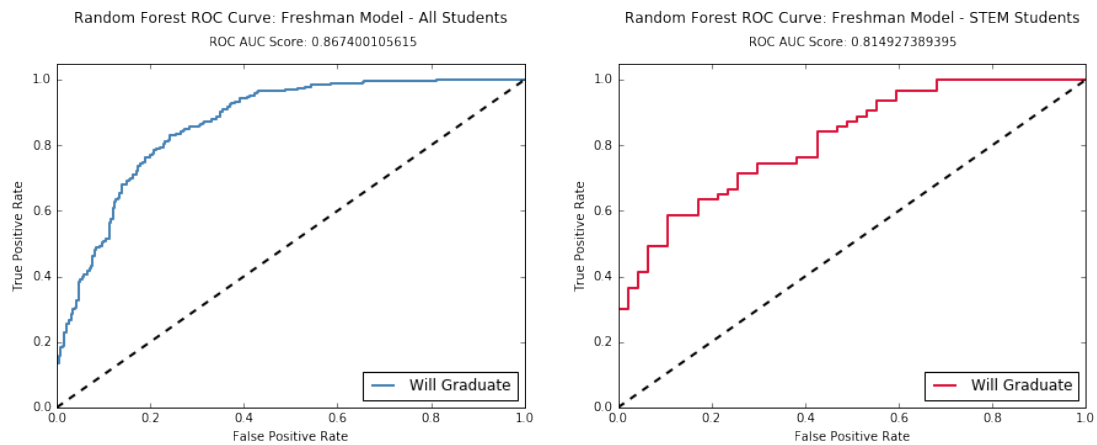 Random Forest ROC Curve: Freshman Model - All Students
ROC AUC Score: 0.867400105615
1.0
0.8
0.6
0.4
0.2
0.0
True Positive Rate
0.0 0.2 0.4 0.6 0.8 1.0
False Positive Rate
Will Graduate
Random Forest ROC Curve: Freshman Model - STEM Students
ROC AUC Score: 0.814927389395
1.0
0.8
0.6
0.4
0.2
0.0
True Positive Rate
0.0 0.2 0.4 0.6 0.8 1.0
False Positive Rate
Will Graduate